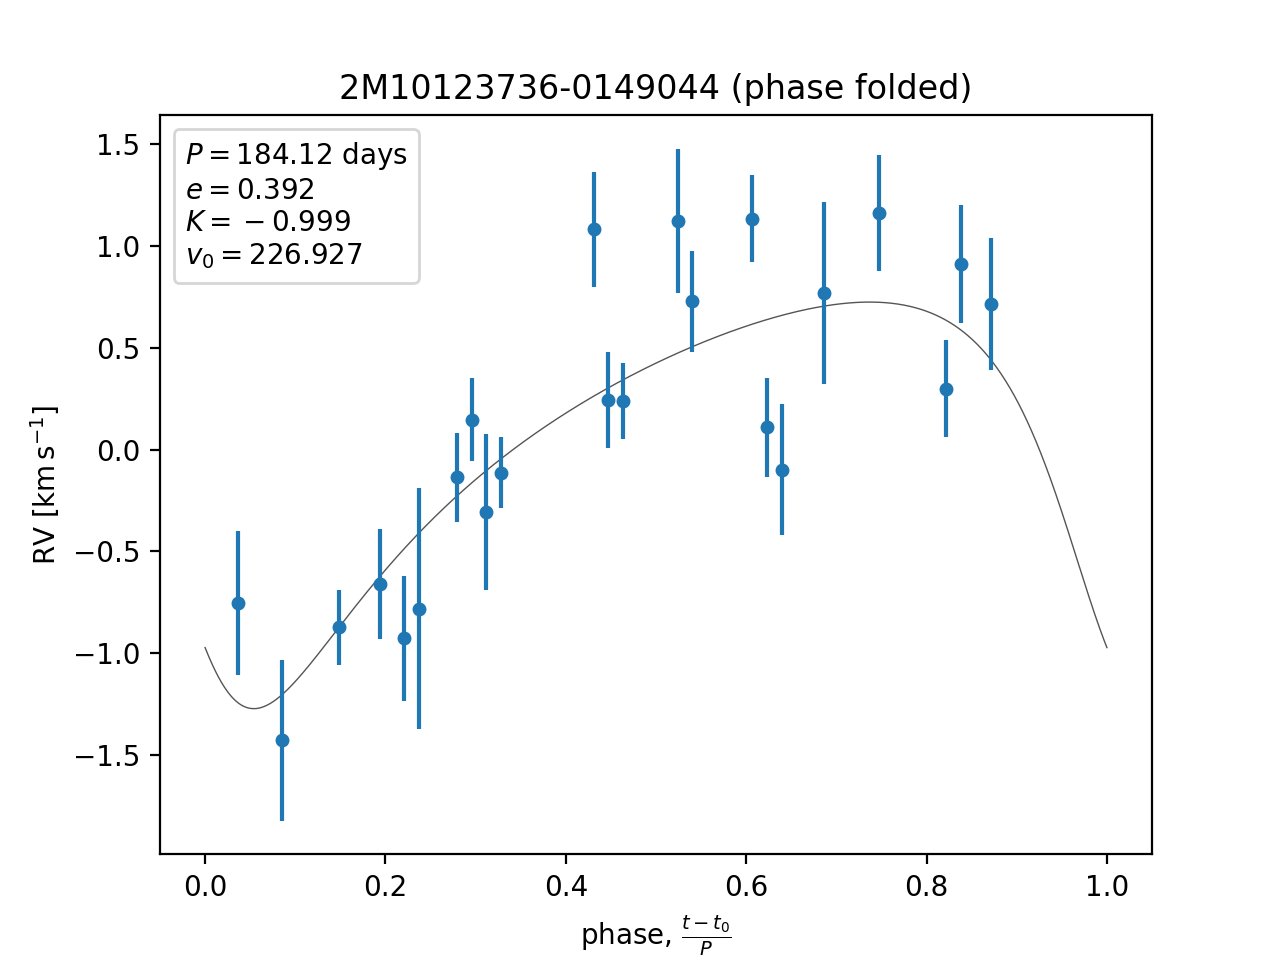 2M10123736-0149044 (phase folded)
P = 184.12 days
e = 0.392
K = −0.999
v₀ = 226.927
1.5
1.0
0.5
0.0
−0.5
−1.0
−1.5
RV [km s⁻¹]
0.0 0.2 0.4 0.6 0.8 1.0
phase, (t − t₀)/P